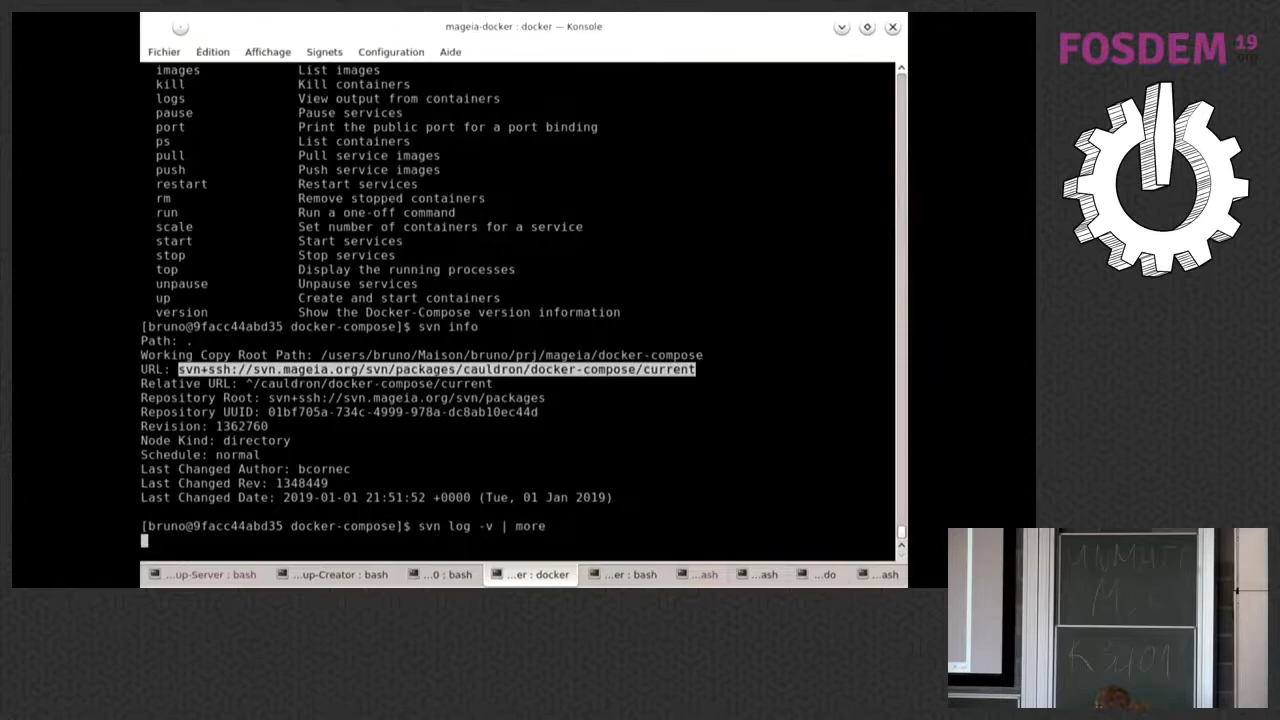 mageia-docker : docker — Konsole
Fichier Édition Affichage Signets Configuration Aide
images List images
kill Kill containers
logs View output from containers
pause Pause services
port Print the public port for a port binding
ps List containers
pull Pull service images
push Push service images
restart Restart services
rm Remove stopped containers
run Run a one-off command
scale Set number of containers for a service
start Start services
stop Stop services
top Display the running processes
unpause Unpause services
up Create and start containers
version Show the Docker-Compose version information
[bruno@9facc44abd35 docker-compose]$ svn info
Path: .
Working Copy Root Path: /users/bruno/Maison/bruno/prj/mageia/docker-compose
URL: svn+ssh://svn.mageia.org/svn/packages/cauldron/docker-compose/current
Relative URL: ^/cauldron/docker-compose/current
Repository Root: svn+ssh://svn.mageia.org/svn/packages
Repository UUID: 01bf705a-734c-4999-978a-dc8ab10ec44d
Revision: 1362760
Node Kind: directory
Schedule: normal
Last Changed Author: bcornec
Last Changed Rev: 1348449
Last Changed Date: 2019-01-01 21:51:52 +0000 (Tue, 01 Jan 2019)
[bruno@9facc44abd35 docker-compose]$ svn log -v | more
...up-Server : bash ...up-Creator : bash ...0 : bash ...er : docker ...er : bash ...ash ...ash ...do ...ash
FOSDEM 19
.org